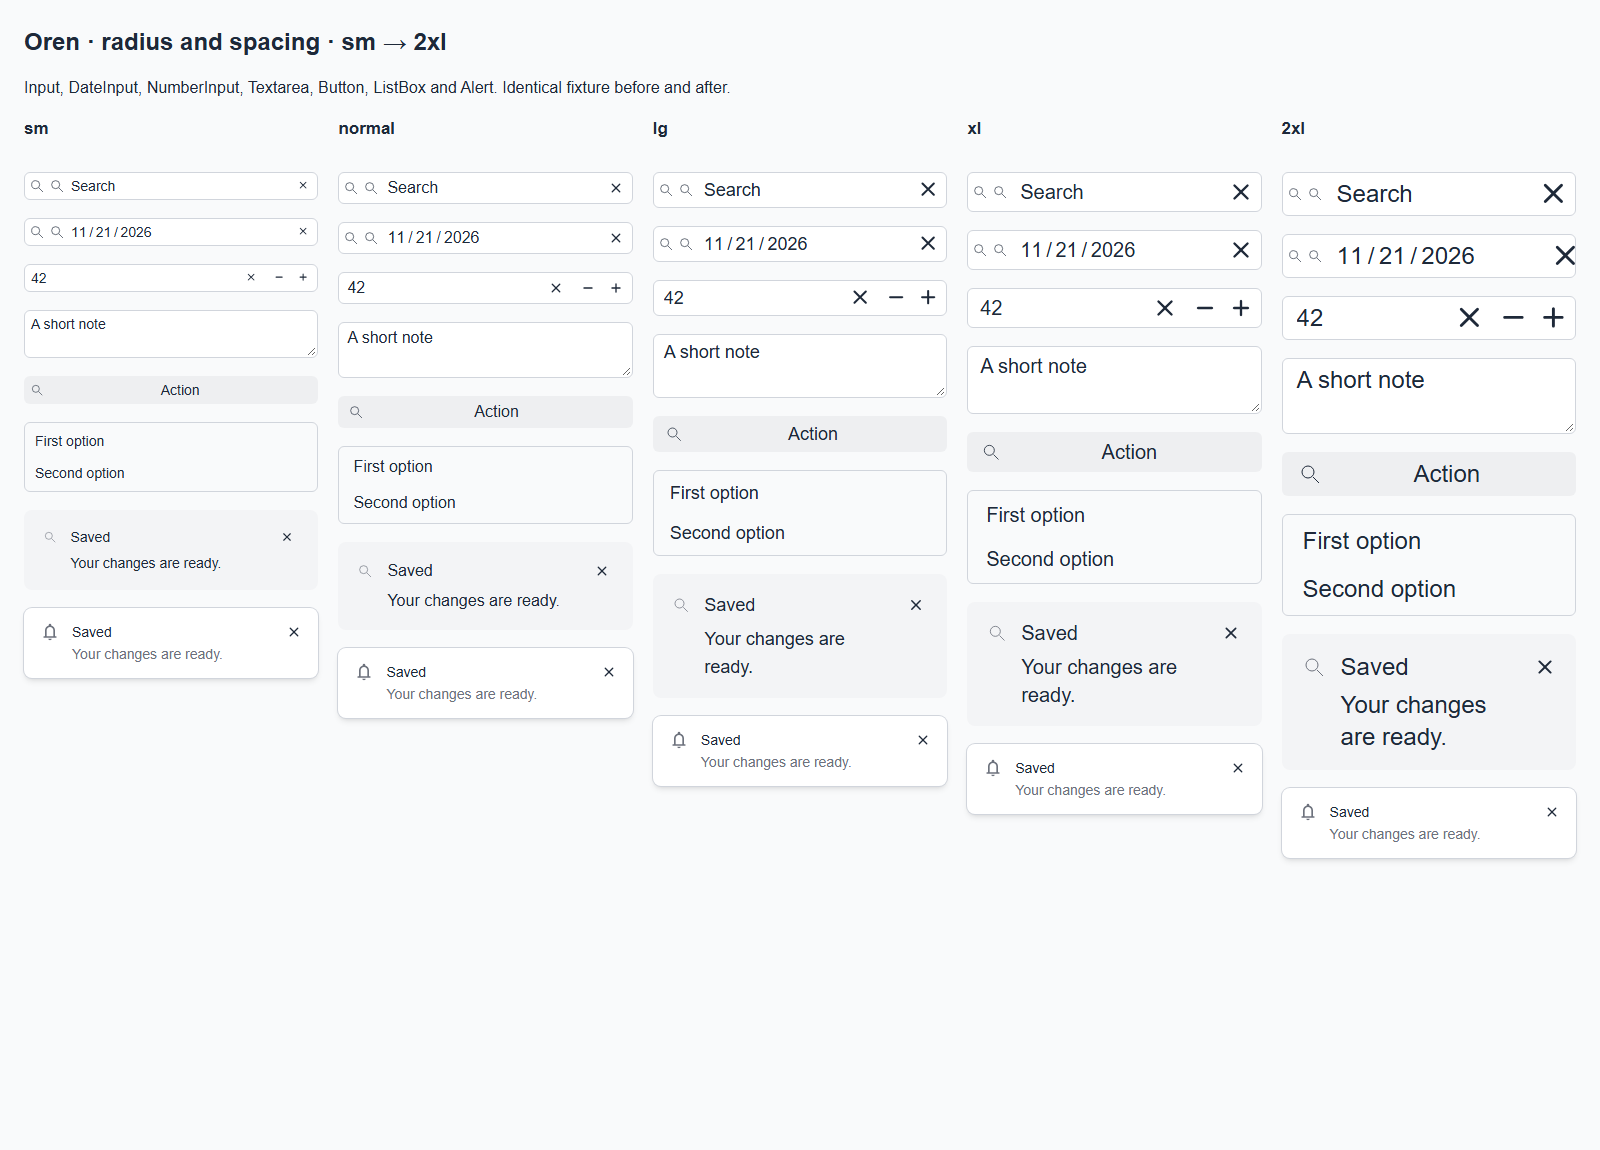 Oren · radius and spacing · sm → 2xl
Input, DateInput, NumberInput, Textarea, Button, ListBox and Alert. Identical fixture before and after.
sm
Search
11 / 21 / 2026
42
A short note
Action
First option
Second option
Saved
Your changes are ready.
Saved
Your changes are ready.
normal
Search
11 / 21 / 2026
42
A short note
Action
First option
Second option
Saved
Your changes are ready.
Saved
Your changes are ready.
lg
Search
11 / 21 / 2026
42
A short note
Action
First option
Second option
Saved
Your changes are
ready.
Saved
Your changes are ready.
xl
Search
11 / 21 / 2026
42
A short note
Action
First option
Second option
Saved
Your changes are
ready.
Saved
Your changes are ready.
2xl
Search
11 / 21 / 2026
42
A short note
Action
First option
Second option
Saved
Your changes
are ready.
Saved
Your changes are ready.